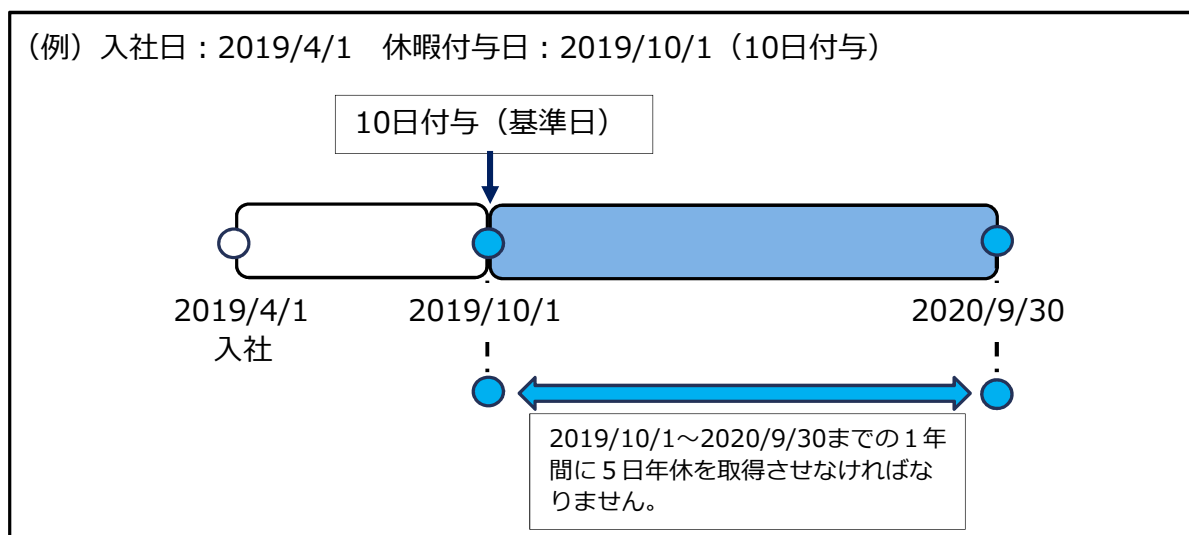 （例）入社日：2019/4/1　休暇付与日：2019/10/1（10日付与）
10日付与（基準日）
2019/4/1
入社
2019/10/1
2020/9/30
2019/10/1～2020/9/30までの１年
間に５日年休を取得させなければな
りません。